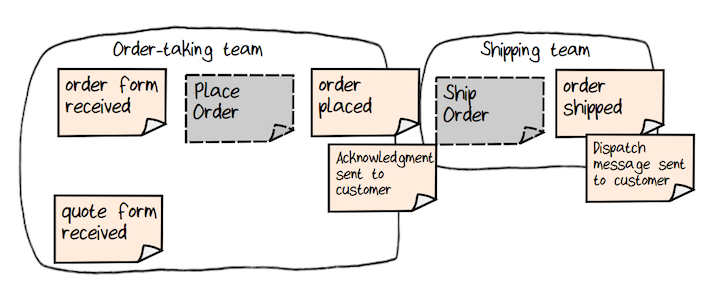 Order-taking team
order form
received
Place
Order
order
placed
Acknowledgment
sent to
customer
quote form
received
Shipping team
Ship
Order
order
shipped
Dispatch
message sent
to customer